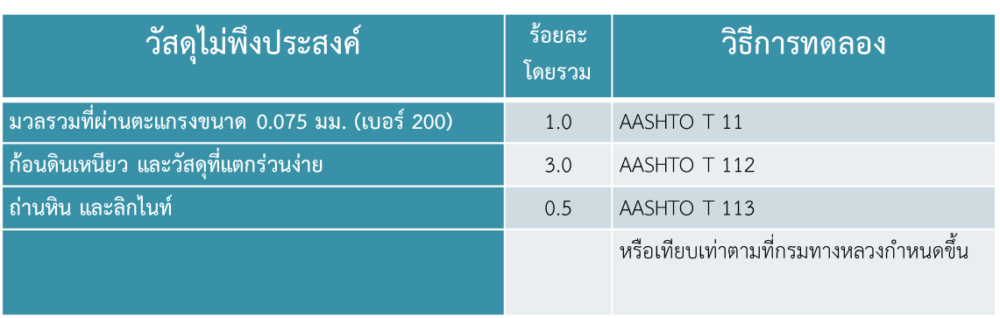 วัสดุไม่พึงประสงค์ ร้อยละ วิธีการทดลอง
โดยรวม
มวลรวมที่ผ่านตะแกรงขนาด 0.075 มม. (เบอร์ 200) 1.0 AASHTO T 11
ก้อนดินเหนียว และวัสดุที่แตกร่วนง่าย 3.0 AASHTO T 112
ถ่านหิน และลิกไนท์ 0.5 AASHTO T 113
หรือเทียบเท่าตามที่กรมทางหลวงกำหนดขึ้น